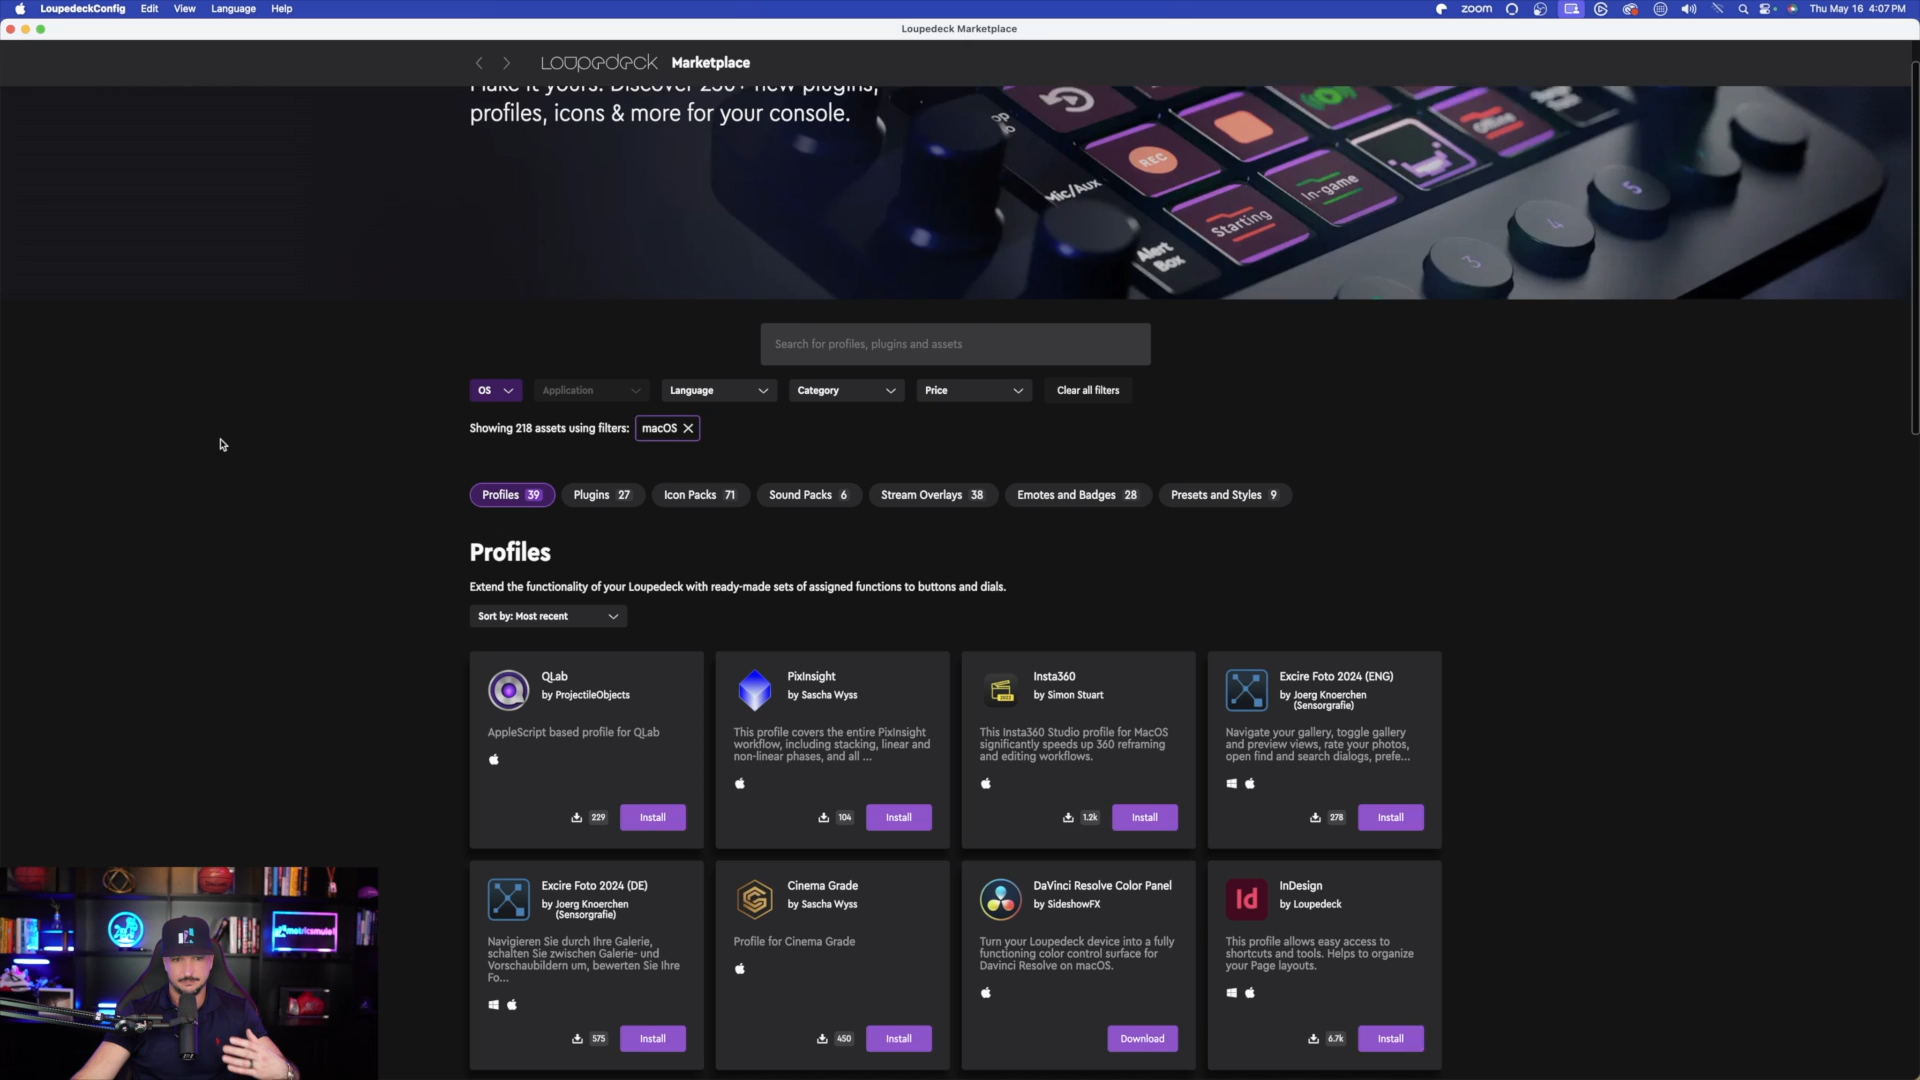 LoupedeckConfig Edit View Language Help
zoom
Thu May 16 4:07 PM
Loupedeck Marketplace
Loupedeck Marketplace
Make it yours. Discover 250+ new plugins,
profiles, icons & more for your console.
REC
Offline
Mic/Aux
In-game
Starting
Alert
Box
5
4
3
Search for profiles, plugins and assets
OS Application Language Category Price Clear all filters
Showing 218 assets using filters: macOS
Profiles 39 Plugins 27 Icon Packs 71 Sound Packs 6 Stream Overlays 38 Emotes and Badges 28 Presets and Styles 9
Profiles
Extend the functionality of your Loupedeck with ready-made sets of assigned functions to buttons and dials.
Sort by: Most recent
QLab
by ProjectileObjects
AppleScript based profile for QLab
229 Install
PixInsight
by Sascha Wyss
This profile covers the entire PixInsight
workflow, including stacking, linear and
non-linear phases, and all ...
104 Install
Insta360
by Simon Stuart
This Insta360 Studio profile for MacOS
significantly speeds up 360 reframing
and editing workflows.
1.2k Install
Excire Foto 2024 (ENG)
by Joerg Knoerchen
(Sensorgrafie)
Navigate your gallery, toggle gallery
and preview views, rate your photos,
open find and search dialogs, prefe...
278 Install
Excire Foto 2024 (DE)
by Joerg Knoerchen
(Sensorgrafie)
Navigieren Sie durch Ihre Galerie,
schalten Sie zwischen Galerie- und
Vorschaubildern um, bewerten Sie Ihre
Fo...
575 Install
Cinema Grade
by Sascha Wyss
Profile for Cinema Grade
450 Install
DaVinci Resolve Color Panel
by SideshowFX
Turn your Loupedeck device into a fully
functioning color control surface for
Davinci Resolve on macOS.
Download
Id
InDesign
by Loupedeck
This profile allows easy access to
shortcuts and tools. Helps to organize
your Page layouts.
6.7k Install
metricsmule